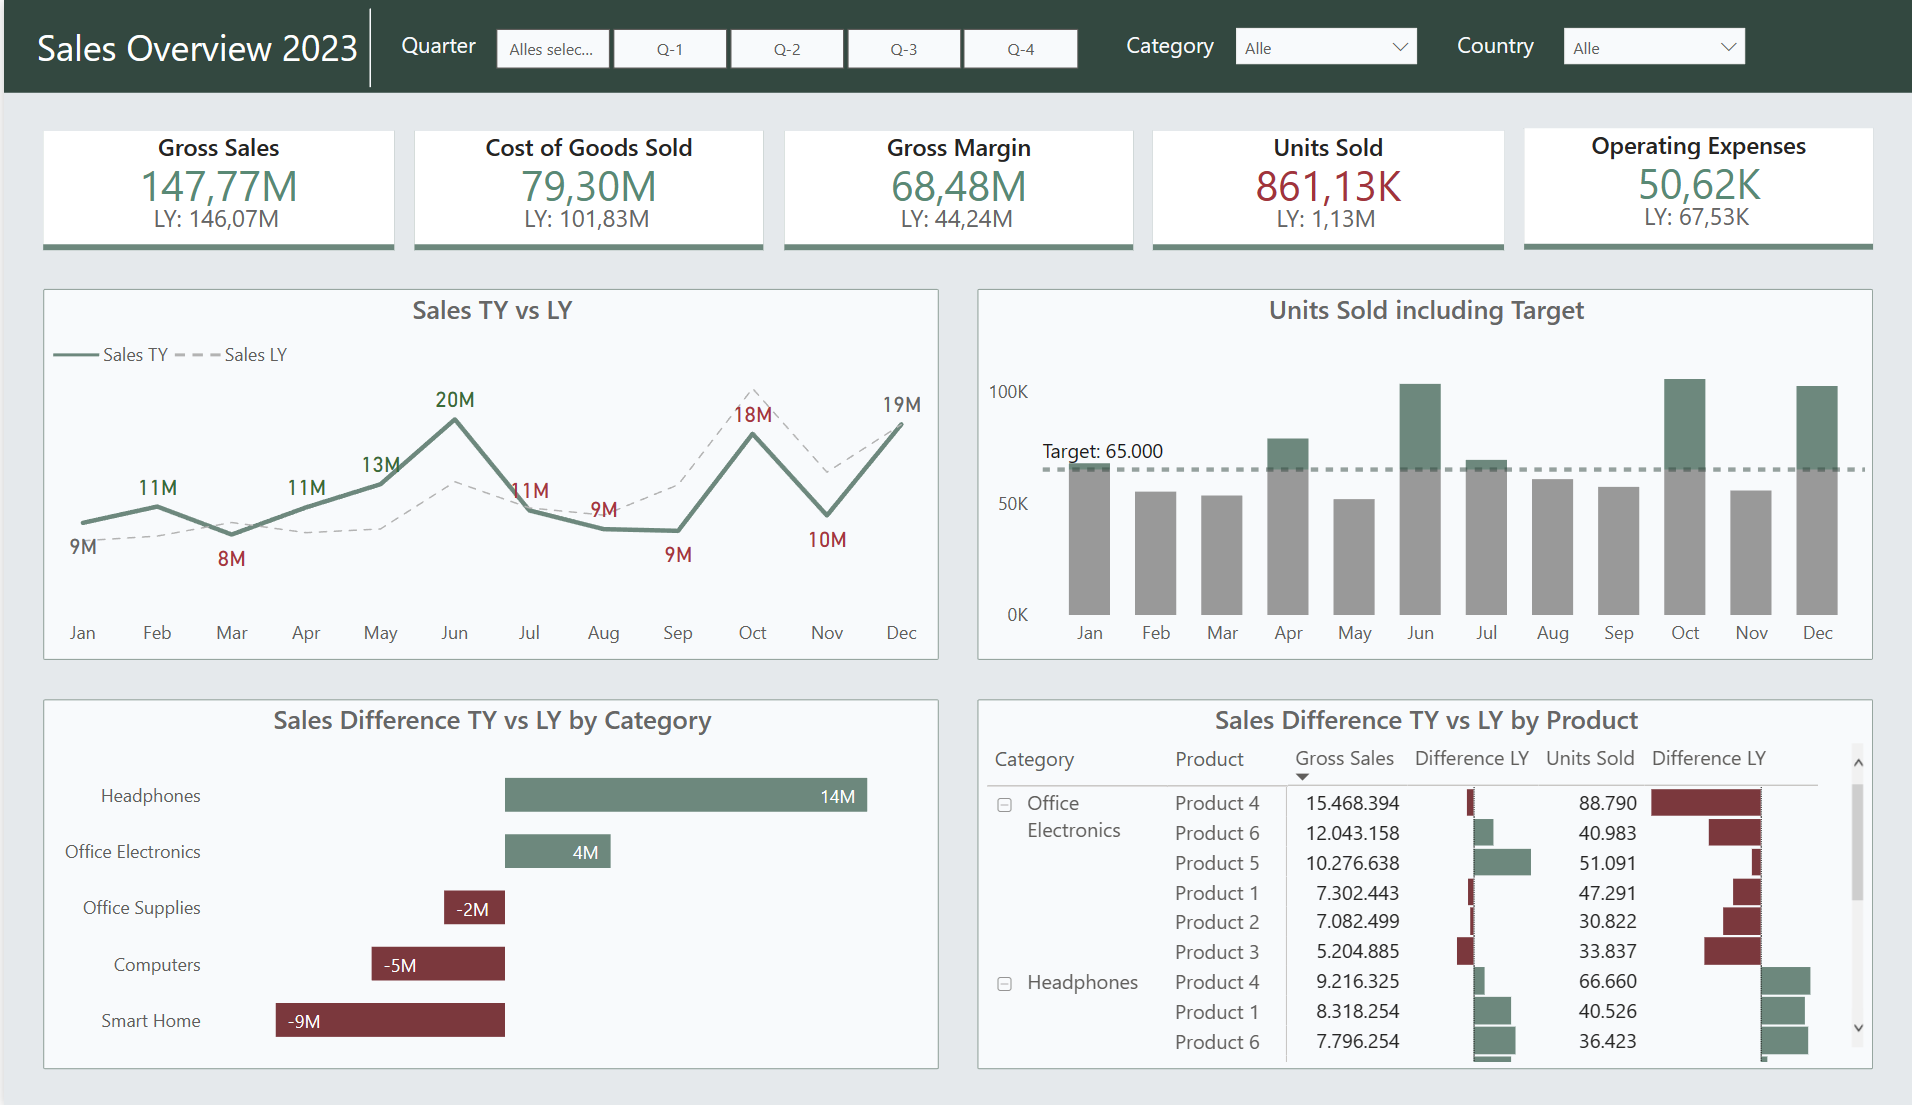 Sales Overview 2023
Quarter
Alles selec...
Q-1
Q-2
Q-3
Q-4
Category
Alle
Country
Alle
Gross Sales
147,77M
LY: 146,07M
Cost of Goods Sold
79,30M
LY: 101,83M
Gross Margin
68,48M
LY: 44,24M
Units Sold
861,13K
LY: 1,13M
Operating Expenses
50,62K
LY: 67,53K
Sales TY vs LY
Sales TY
Sales LY
9M
11M
8M
11M
13M
20M
11M
9M
9M
18M
10M
19M
Jan Feb Mar Apr May Jun Jul Aug Sep Oct Nov Dec
Units Sold including Target
100K
Target: 65.000
50K
0K
Jan Feb Mar Apr May Jun Jul Aug Sep Oct Nov Dec
Sales Difference TY vs LY by Category
Headphones 14M
Office Electronics 4M
Office Supplies -2M
Computers -5M
Smart Home -9M
Sales Difference TY vs LY by Product
Category Product Gross Sales Difference LY Units Sold Difference LY
Office Product 4 15.468.394 88.790
Electronics Product 6 12.043.158 40.983
Product 5 10.276.638 51.091
Product 1 7.302.443 47.291
Product 2 7.082.499 30.822
Product 3 5.204.885 33.837
Headphones Product 4 9.216.325 66.660
Product 1 8.318.254 40.526
Product 6 7.796.254 36.423